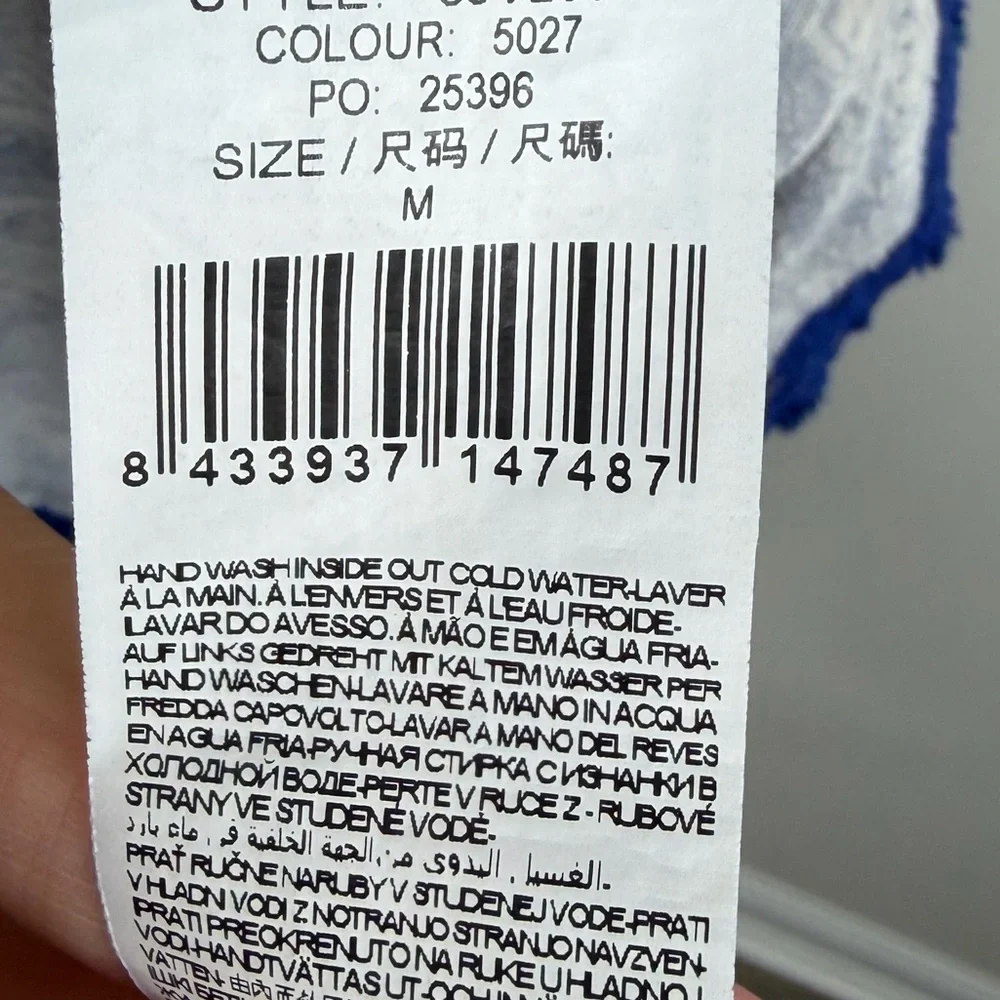 STYLE:
COLOUR: 5027
PO: 25396
SIZE / 尺码 / 尺碼:
M
8 433937 147487
HAND WASH INSIDE OUT COLD WATER-LAVER
À LA MAIN. À L'ENVERS ET À L'EAU FROIDE-
LAVAR DO AVESSO. À MÃO E EM ÁGUA FRIA-
AUF LINKS GEDREHT MIT KALTEM WASSER PER
HAND WASCHEN-LAVARE A MANO IN ACQUA
FREDDA CAPOVOLTO-LAVAR A MANO DEL REVES
EN AGUA FRIA-РУЧНАЯ СТИРКА С ИЗНАНКИ В
ХОЛОДНОЙ ВОДЕ-PERTE V RUCE Z - RUBOVÉ
STRANY VE STUDENÉ VODĚ-
الغسيل اليدوي من الجهة الخلفية في ماء بارد-
PRAŤ RUČNE NARUBY V STUDENEJ VODE-PRATI
V HLADNI VODI Z NOTRANJO STRANJO NAVZVEN-
PRATI PREOKRENUTO NA RUKE U HLADNOJ
VODI-HANDTVÄTTAS UT-OCH
VATTEN-